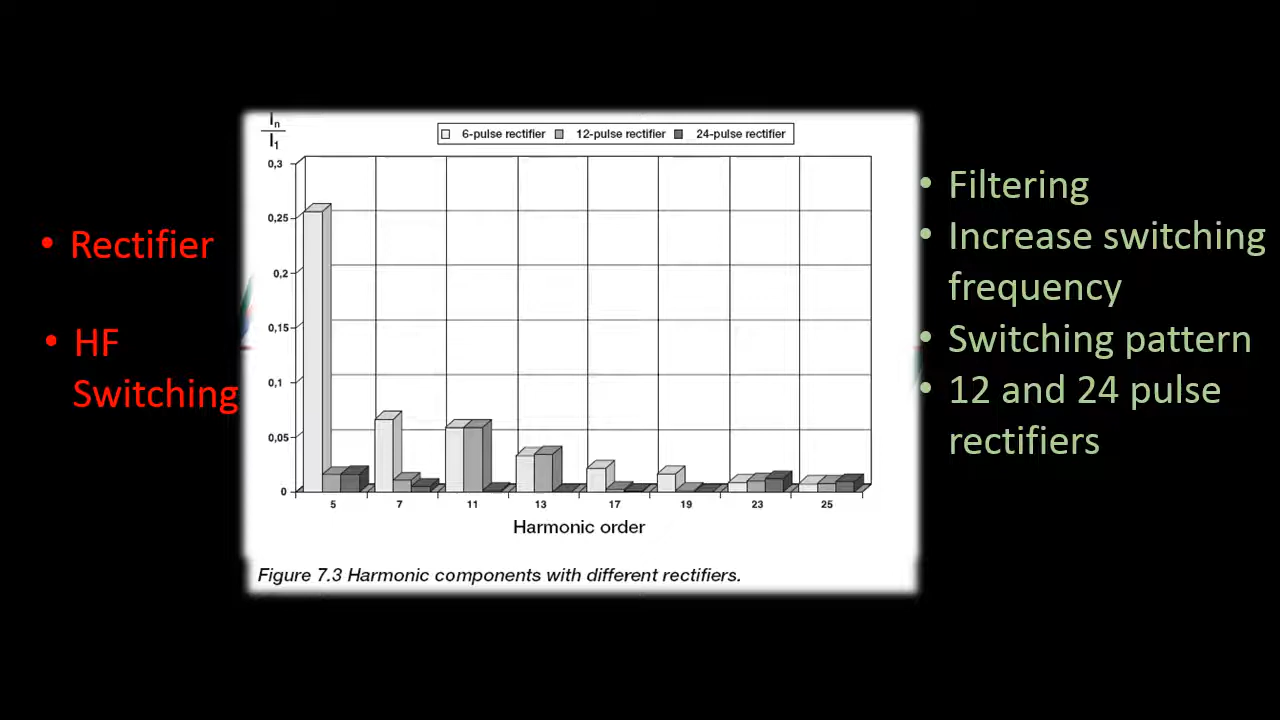 • Rectifier
• HF
Switching
In
I1
6-pulse rectifier 12-pulse rectifier 24-pulse rectifier
0,3
0,25
0,2
0,15
0,1
0,05
0
5 7 11 13 17 19 23 25
Harmonic order
Figure 7.3 Harmonic components with different rectifiers.
• Filtering
• Increase switching
frequency
• Switching pattern
• 12 and 24 pulse
rectifiers